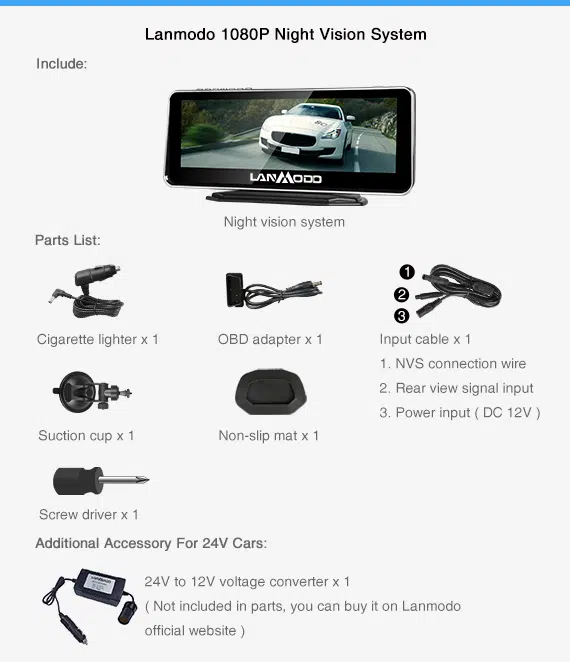 Lanmodo 1080P Night Vision System
Include:
LANMODO
Night vision system
Parts List:
1
2
3
Cigarette lighter x 1
OBD adapter x 1
Input cable x 1
1. NVS connection wire
2. Rear view signal input
3. Power input ( DC 12V )
Suction cup x 1
Non-slip mat x 1
Screw driver x 1
Additional Accessory For 24V Cars:
LANMODO
24V to 12V voltage converter x 1
( Not included in parts, you can buy it on Lanmodo
official website )